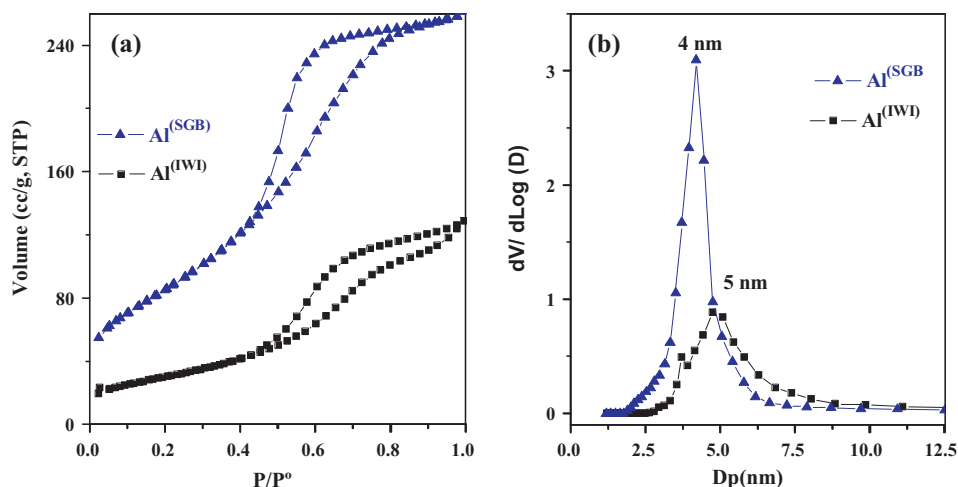 (a)
Al(SGB)
Al(IWI)
Volume (cc/g, STP)
240
160
80
0
0.0 0.2 0.4 0.6 0.8 1.0
P/Po
(b)
4 nm
Al(SGB
Al(IWI)
5 nm
dV/ dLog (D)
3
2
1
0
0.0 2.5 5.0 7.5 10.0 12.5
Dp(nm)